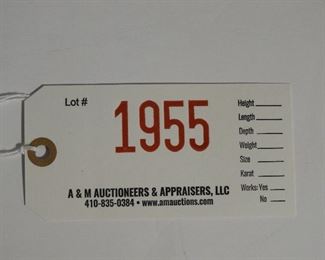 Lot #
1955
Height
Length
Depth
Weight
Size
Karat
Works: Yes
No
A & M AUCTIONEERS & APPRAISERS, LLC
410-835-0384 • www.amauctions.com